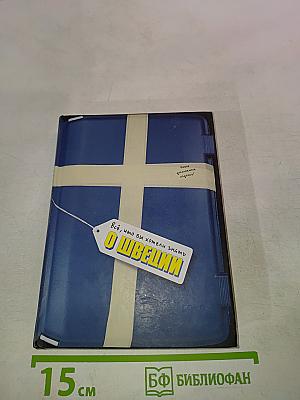 Всё, что вы хотели знать
О ШВЕЦИИ
15 см
БФ БИБЛИОФАН